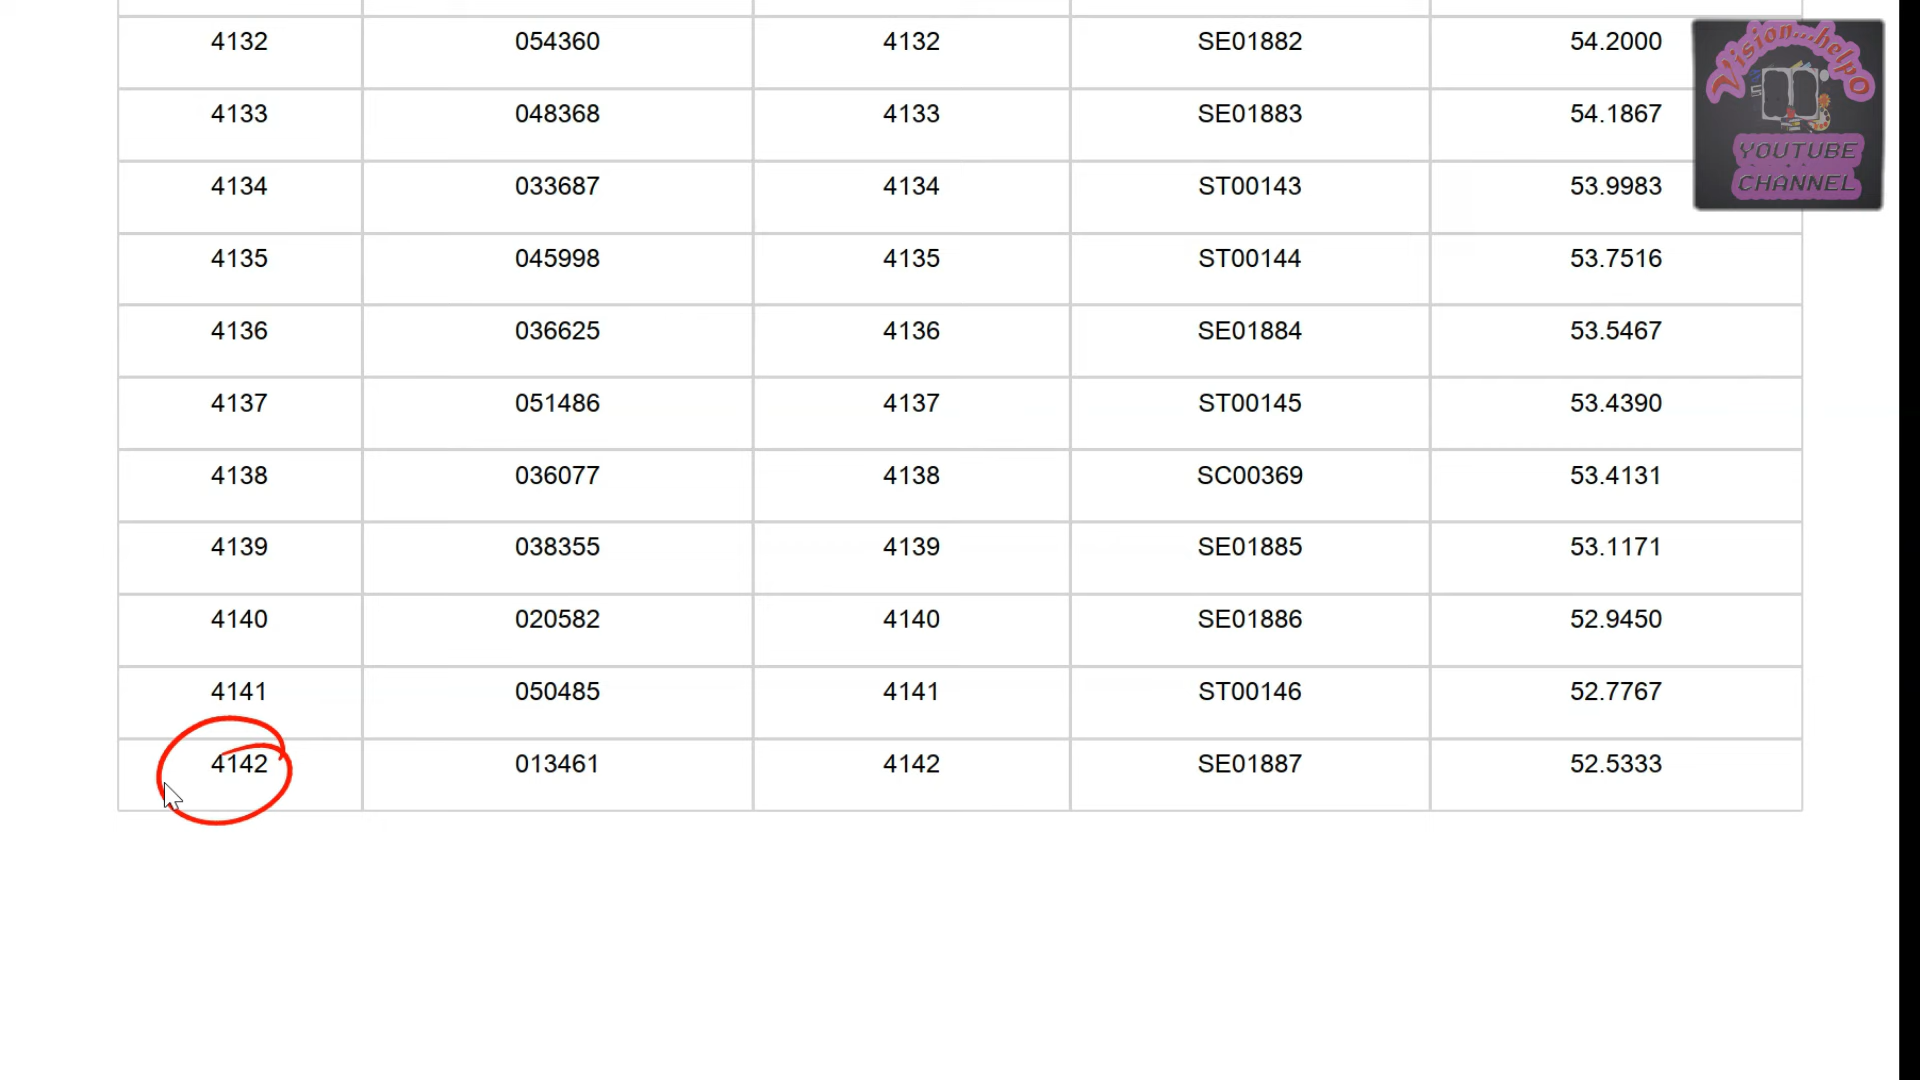 4132 054360 4132 SE01882 54.2000
4133 048368 4133 SE01883 54.1867
4134 033687 4134 ST00143 53.9983
4135 045998 4135 ST00144 53.7516
4136 036625 4136 SE01884 53.5467
4137 051486 4137 ST00145 53.4390
4138 036077 4138 SC00369 53.4131
4139 038355 4139 SE01885 53.1171
4140 020582 4140 SE01886 52.9450
4141 050485 4141 ST00146 52.7767
4142 013461 4142 SE01887 52.5333
Vision...helpO
YOUTUBE
CHANNEL